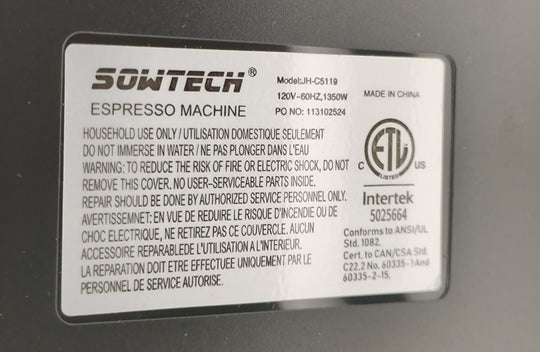 SOWTECH®
ESPRESSO MACHINE
Model:JH-C5119
120V~60HZ,1350W
PO NO: 113102524
MADE IN CHINA
HOUSEHOLD USE ONLY / UTILISATION DOMESTIQUE SEULEMENT
DO NOT IMMERSE IN WATER / NE PAS PLONGER DANS L'EAU
WARNING: TO REDUCE THE RISK OF FIRE OR ELECTRIC SHOCK, DO NOT
REMOVE THIS COVER. NO USER-SERVICEABLE PARTS INSIDE.
REPAIR SHOULD BE DONE BY AUTHORIZED SERVICE PERSONNEL ONLY.
AVERTISSEMNET: EN VUE DE REDUIRE LE RISQUE D'INCENDIE OU DE
CHOC ELECTRIQUE, NE RETIREZ PAS CE COUVERCLE. AUCUN
ACCESSOIRE REPARABLEDE L'UTILISATION A L'INTERIEUR.
LA REPARATION DOIT ETRE EFFECTUEE UNIQUEMENT PAR LE
PERSONNEL DE SERVICE AUTORISE.
C ETL US
LISTED
Intertek
5025664
Conforms to ANSI/UL
Std. 1082.
Cert. to CAN/CSA Std.
C22.2 No. 60335-1And
60335-2-15.